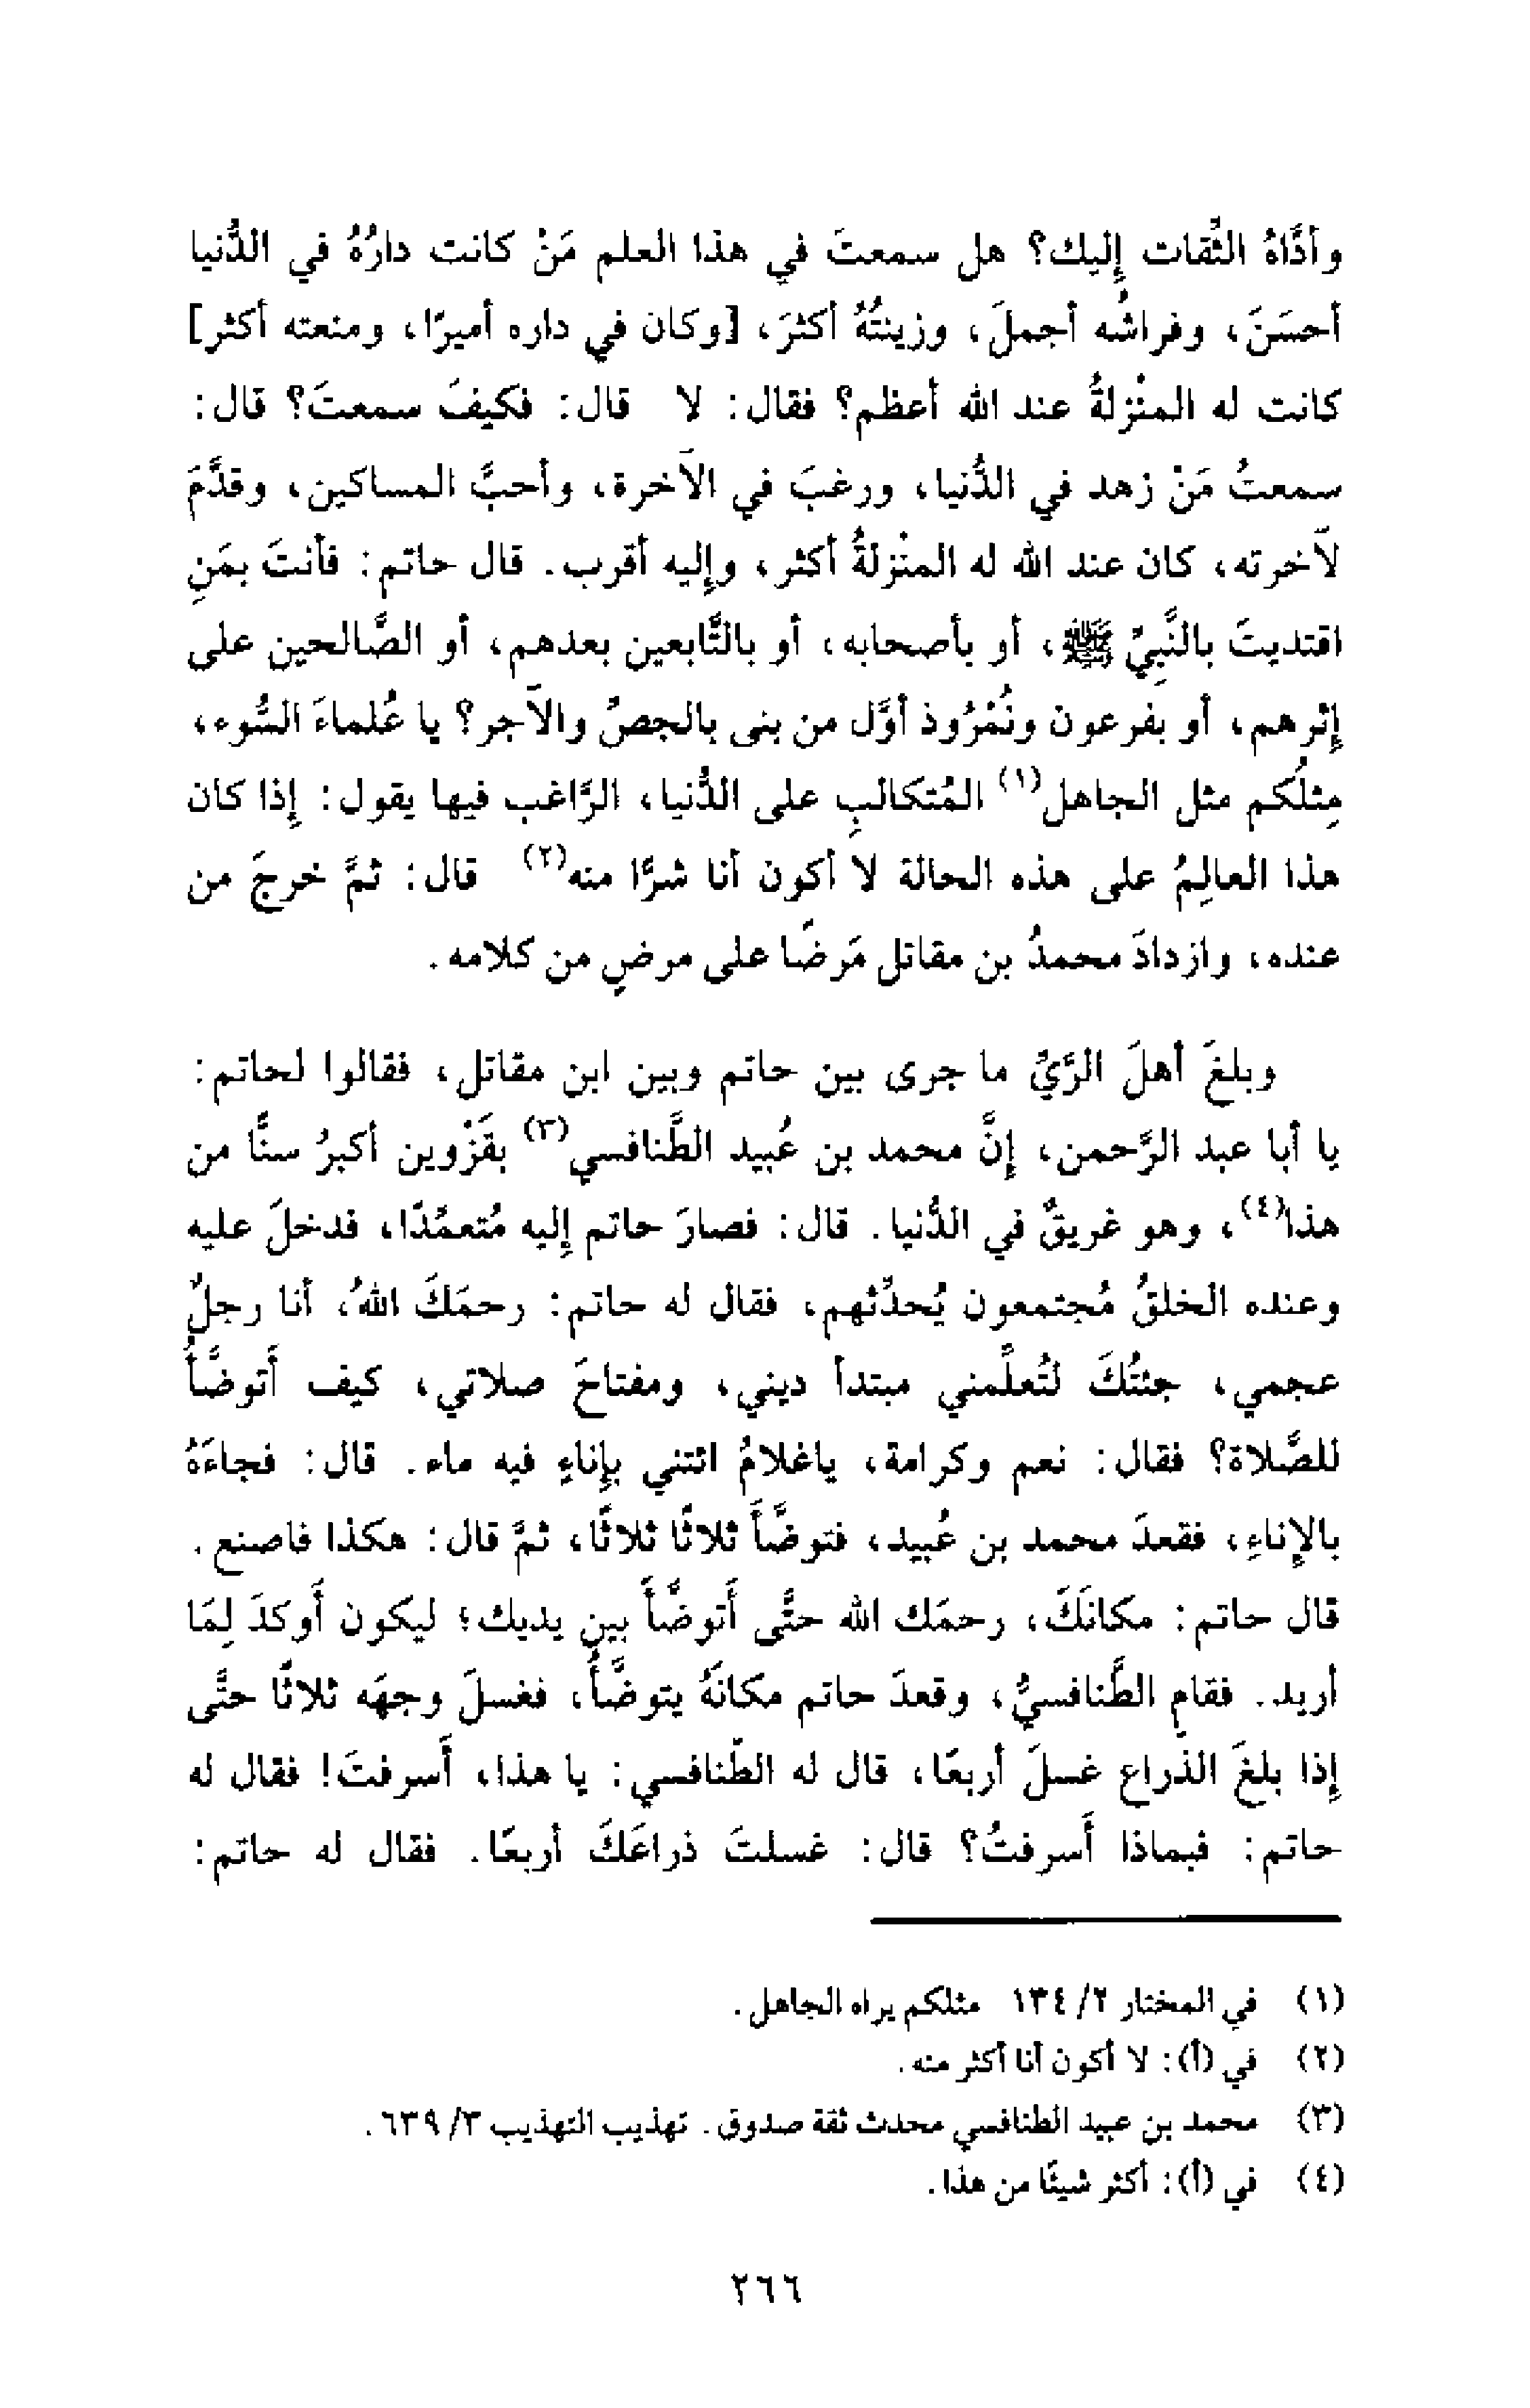 وأدَّاهُ الثِّقات إليك؟ هل سمعتَ في هذا العلم مَنْ كانت دارُهُ في الدُّنيا
أحسَنَ، وفراشُه أجملَ، وزينتُهُ أكثرَ، [وكان في داره أميرًا، ومنعته أكثر]
كانت له المنْزلةُ عند الله أعظم؟ فقال: لا قال: فكيفَ سمعتَ؟ قال:
سمعتُ مَنْ زهد في الدُّنيا، ورغبَ في الآخرة، وأحبَّ المساكين، وقدَّمَ
لآخرته، كان عند الله له المنْزلةُ أكثر، وإليه أقرب. قال حاتم: فأنتَ بمَنِ
اقتديتَ بالنَّبِيِّ ﷺ، أو بأصحابه، أو بالتَّابعين بعدهم، أو الصَّالحين على
إثرهم، أو بفرعون ونُمْرُوذ أوَّل من بنى بالجصِّ والآجر؟ يا عُلماءَ السُّوء،
مِثلُكم مثل الجاهل(١) المُتكالبِ على الدُّنيا، الرَّاغب فيها يقول: إذا كان
هذا العالِمُ على هذه الحالة لا أكون أنا شرًّا منه(٢) قال: ثمَّ خرجَ من
عنده، وازدادَ محمدُ بن مقاتل مَرضًا على مرضٍ من كلامه.
وبلغَ أهلَ الرَّيِّ ما جرى بين حاتم وبين ابن مقاتل، فقالوا لحاتم:
يا أبا عبد الرَّحمن، إنَّ محمد بن عُبيد الطَّنافسي(٣) بقَزْوين أكبرُ سنًّا من
هذا(٤)، وهو غريقٌ في الدُّنيا. قال: فصارَ حاتم إليه مُتعمِّدًا، فدخلَ عليه
وعنده الخلقُ مُجتمعون يُحدِّثهم، فقال له حاتم: رحمَكَ اللهُ، أنا رجلٌ
عجمي، جئتُكَ لتُعلِّمني مبتدأ ديني، ومفتاحَ صلاتي، كيف أَتوضَّأُ
للصَّلاة؟ فقال: نعم وكرامة، ياغلامُ ائتني بإناءٍ فيه ماء. قال: فجاءَهُ
بالإناءِ، فقعدَ محمد بن عُبيد، فتوضَّأَ ثلاثًا ثلاثًا، ثمَّ قال: هكذا فاصنع.
قال حاتم: مكانَكَ، رحمَك الله حتَّى أَتوضَّأَ بين يديك؛ ليكون أَوكدَ لِمَا
أريد. فقام الطَّنافسيُّ، وقعدَ حاتم مكانَهُ يتوضَّأُ، فغسلَ وجهَه ثلاثًا حتَّى
إذا بلغَ الذِّراع غسلَ أربعًا، قال له الطَّنافسي: يا هذا، أَسرفتَ! فقال له
حاتم: فبماذا أَسرفتُ؟ قال: غسلتَ ذراعَكَ أربعًا. فقال له حاتم:
(١) في المختار ٢/ ١٣٤ مثلكم يراه الجاهل.
(٢) في (أ): لا أكون أنا أكثر منه.
(٣) محمد بن عبيد الطنافسي محدث ثقة صدوق. تهذيب التهذيب ٣/ ٦٣٩.
(٤) في (أ): أكثر شيئًا من هذا.
٢٦٦